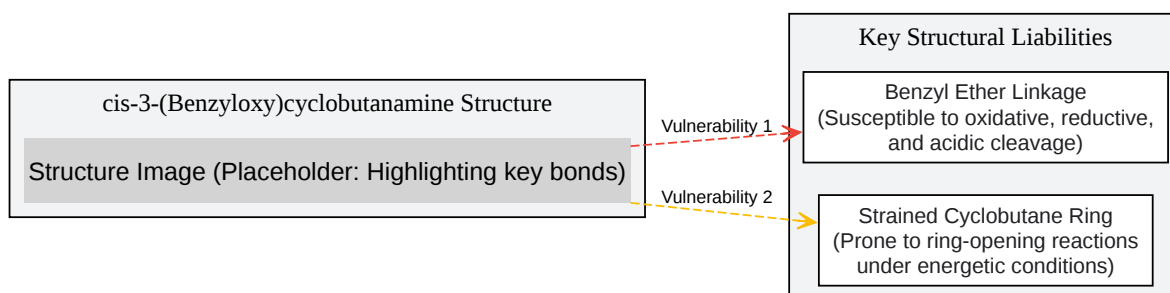 cis-3-(Benzyloxy)cyclobutanamine Structure
Structure Image (Placeholder: Highlighting key bonds)
Vulnerability 1
Vulnerability 2
Key Structural Liabilities
Benzyl Ether Linkage
(Susceptible to oxidative, reductive,
and acidic cleavage)
Strained Cyclobutane Ring
(Prone to ring-opening reactions
under energetic conditions)